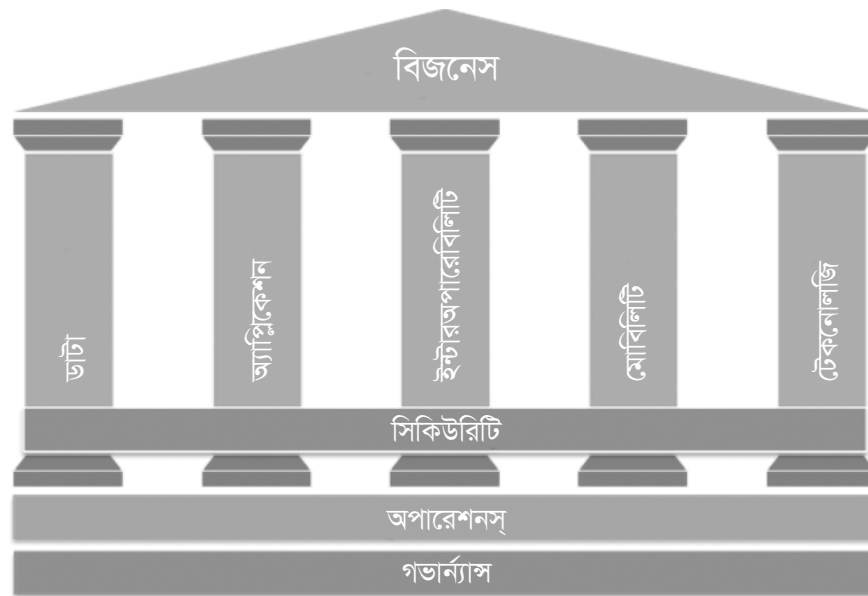 বিজনেস
ডাটা
অ্যাপ্লিকেশন
ইন্টারঅপারেবিলিটি
মোবিলিটি
টেকনোলজি
সিকিউরিটি
অপারেশনস্
গভার্ন্যান্স